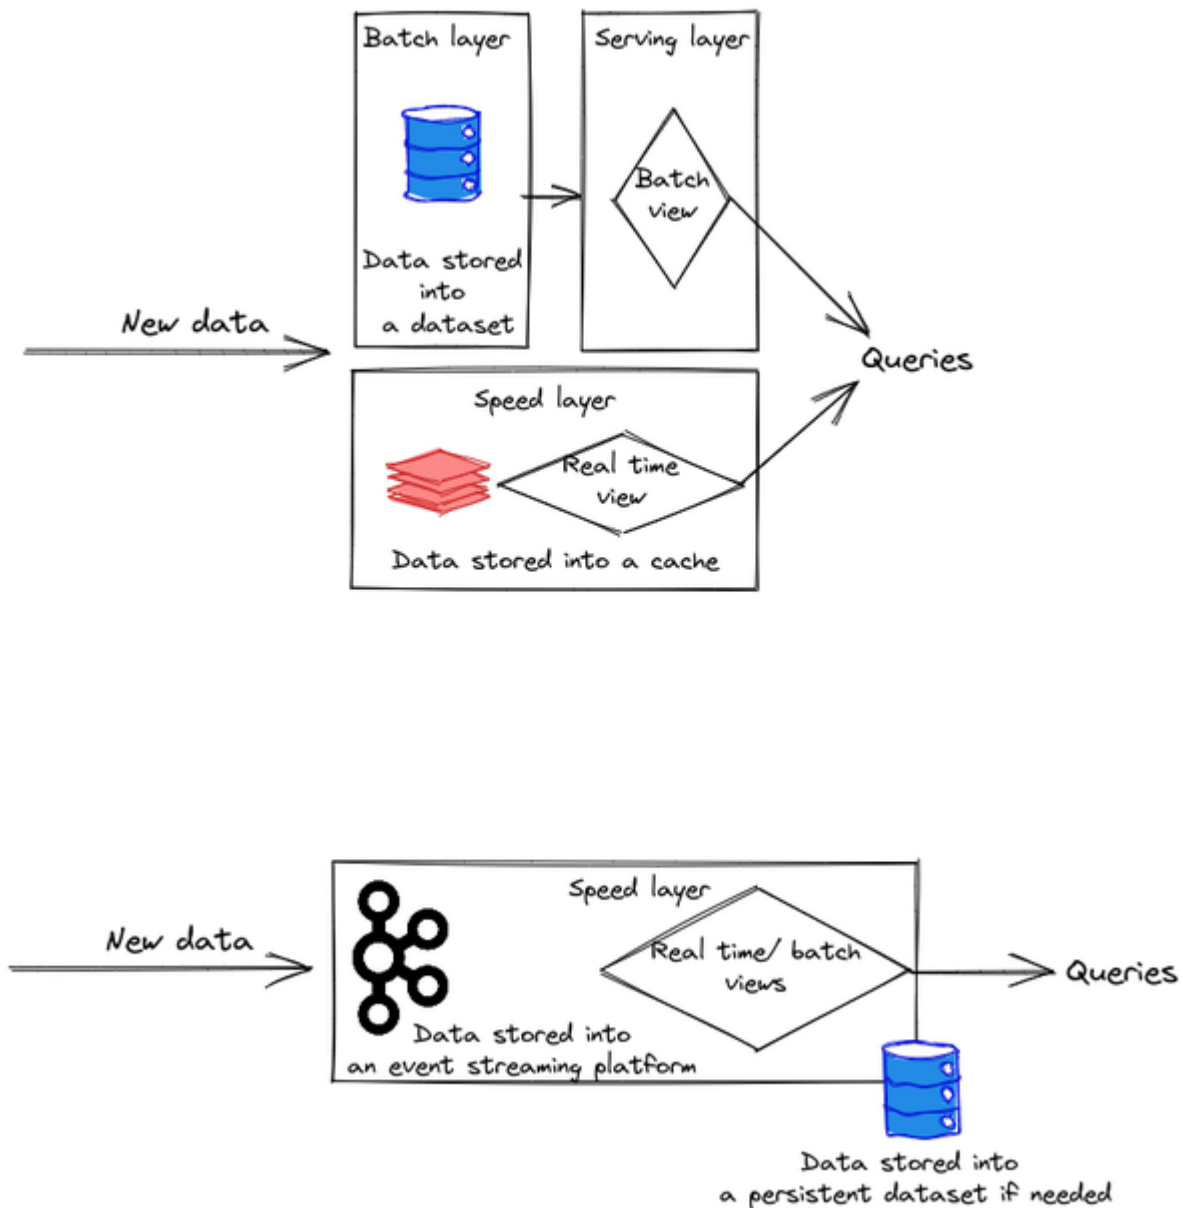 Batch layer
Serving layer
Batch
view
Data stored
into
a dataset
New data
Queries
Speed layer
Real time
view
Data stored into a cache
Speed layer
New data
Real time/ batch
views
Queries
Data stored into
an event streaming platform
Data stored into
a persistent dataset if needed